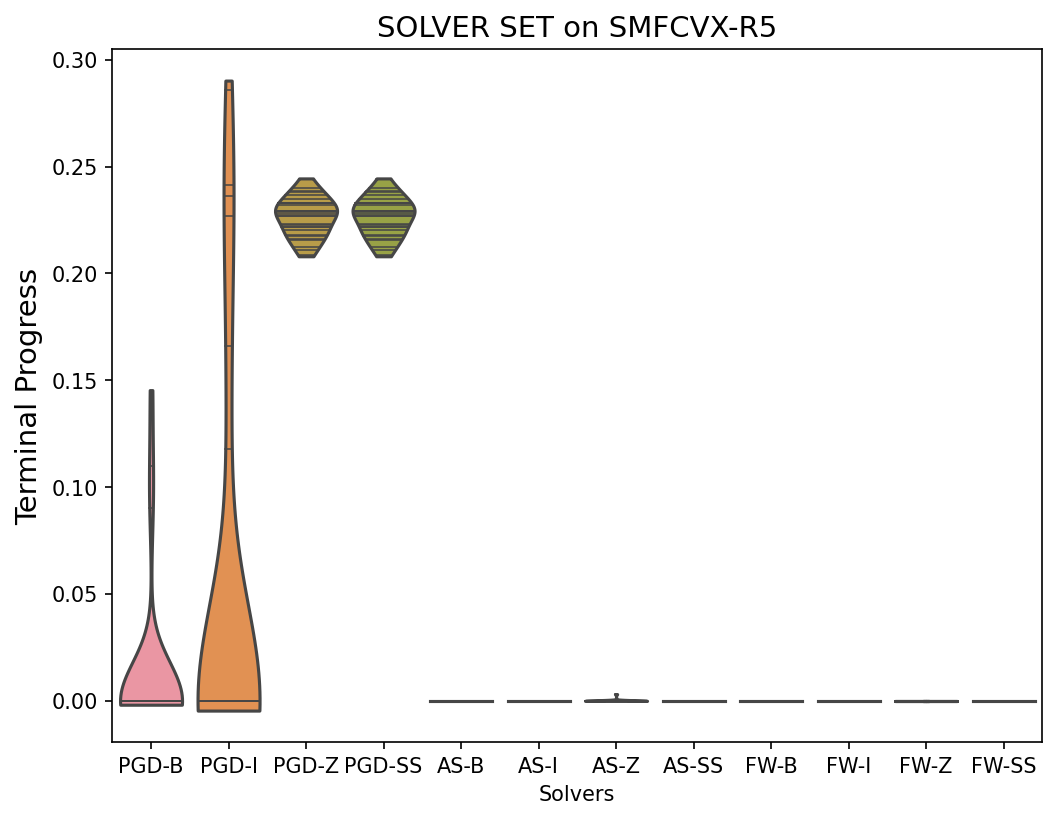 SOLVER SET on SMFCVX-R5
Terminal Progress
0.30
0.25
0.20
0.15
0.10
0.05
0.00
PGD-B PGD-I PGD-Z PGD-SS AS-B AS-I AS-Z AS-SS FW-B FW-I FW-Z FW-SS
Solvers